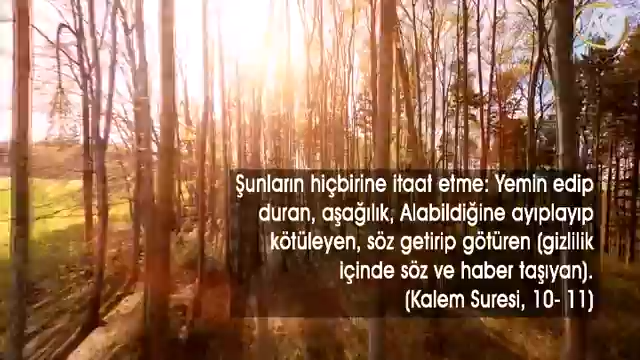 Şunların hiçbirine itaat etme: Yemin edip
duran, aşağılık, Alabildiğine ayıplayıp
kötüleyen, söz getirip götüren (gizlilik
içinde söz ve haber taşıyan).
(Kalem Suresi, 10- 11)